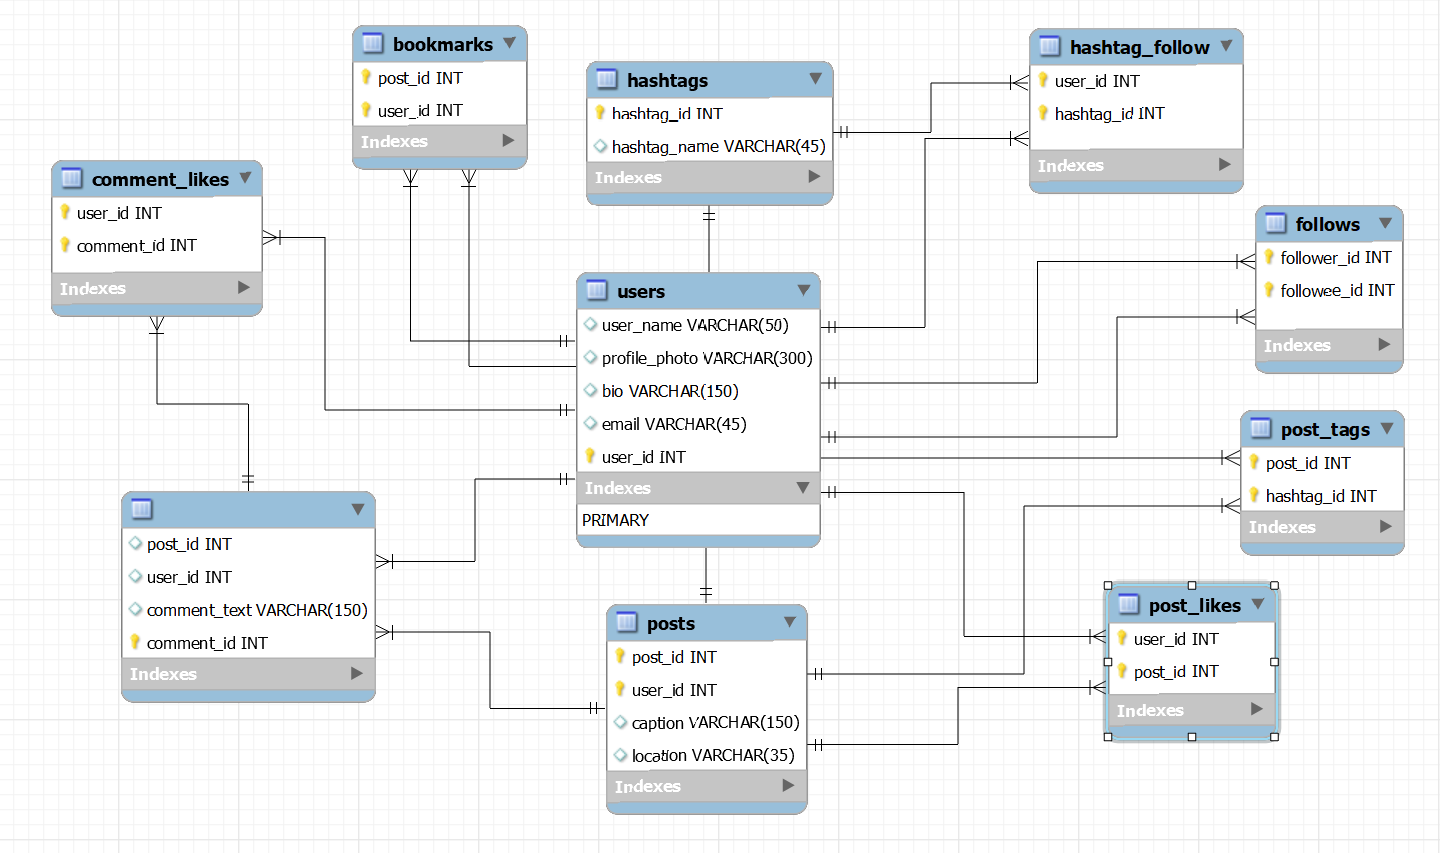 bookmarks
post_id INT
user_id INT
Indexes
hashtags
hashtag_id INT
hashtag_name VARCHAR(45)
Indexes
hashtag_follow
user_id INT
hashtag_id INT
Indexes
comment_likes
user_id INT
comment_id INT
Indexes
follows
follower_id INT
followee_id INT
Indexes
users
user_name VARCHAR(50)
profile_photo VARCHAR(300)
bio VARCHAR(150)
email VARCHAR(45)
user_id INT
Indexes
PRIMARY
post_tags
post_id INT
hashtag_id INT
Indexes
post_id INT
user_id INT
comment_text VARCHAR(150)
comment_id INT
Indexes
posts
post_id INT
user_id INT
caption VARCHAR(150)
location VARCHAR(35)
Indexes
post_likes
user_id INT
post_id INT
Indexes